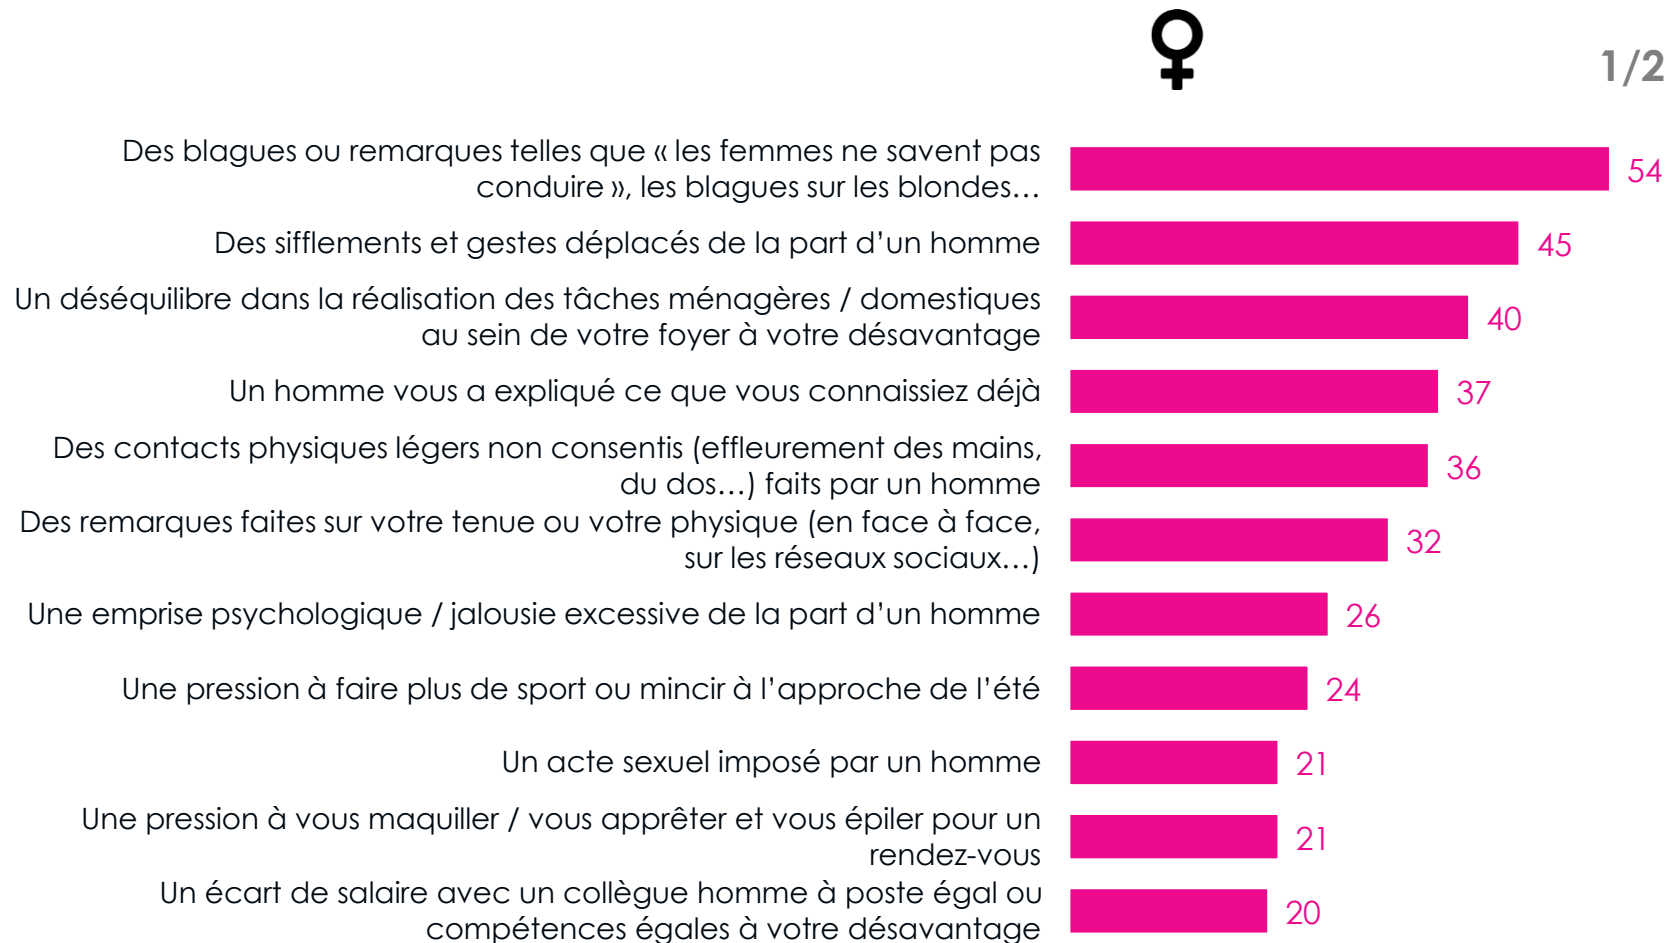 1/2
Des blagues ou remarques telles que « les femmes ne savent pas
conduire », les blagues sur les blondes…
54
Des sifflements et gestes déplacés de la part d’un homme
45
Un déséquilibre dans la réalisation des tâches ménagères / domestiques
au sein de votre foyer à votre désavantage
40
Un homme vous a expliqué ce que vous connaissiez déjà
37
Des contacts physiques légers non consentis (effleurement des mains,
du dos…) faits par un homme
36
Des remarques faites sur votre tenue ou votre physique (en face à face,
sur les réseaux sociaux…)
32
Une emprise psychologique / jalousie excessive de la part d’un homme
26
Une pression à faire plus de sport ou mincir à l’approche de l’été
24
Un acte sexuel imposé par un homme
21
Une pression à vous maquiller / vous apprêter et vous épiler pour un
rendez-vous
21
Un écart de salaire avec un collègue homme à poste égal ou
compétences égales à votre désavantage
20